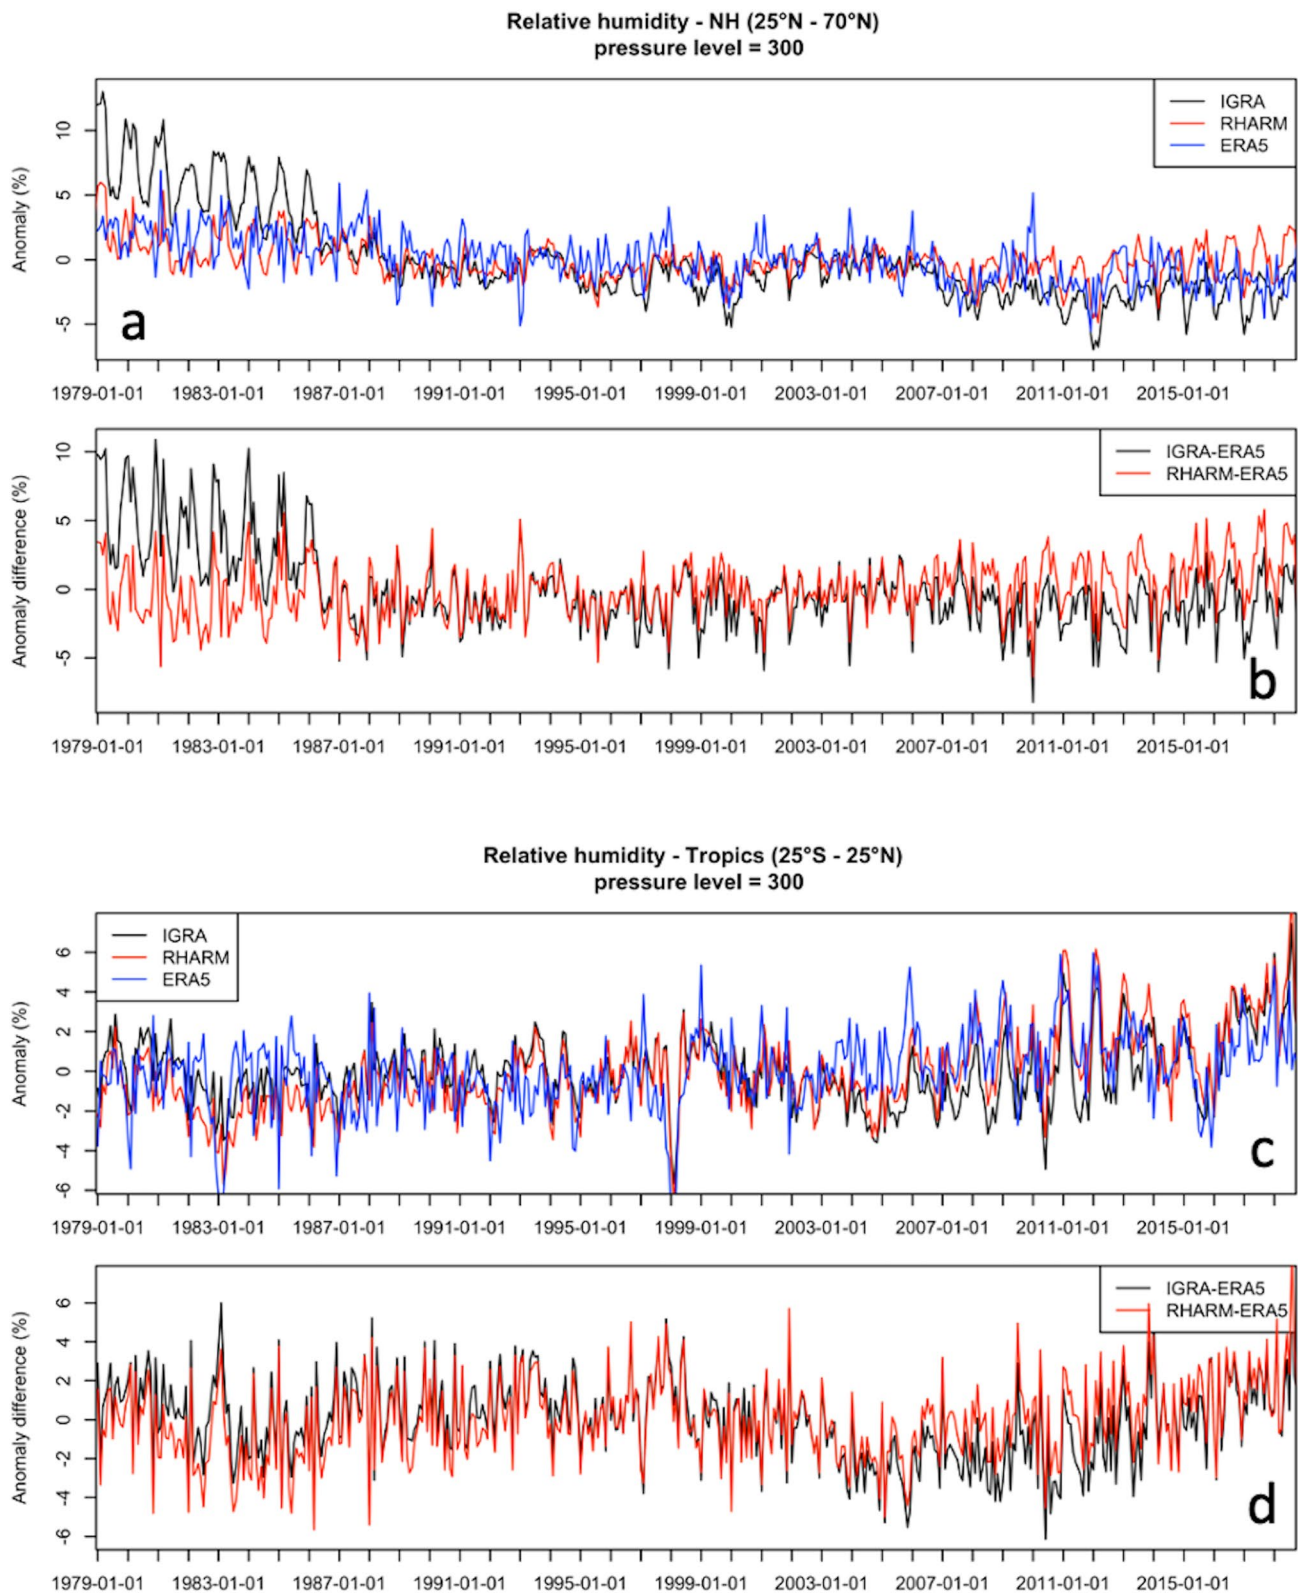 Relative humidity - NH (25°N - 70°N)
pressure level = 300
Anomaly (%)
10
5
0
-5
IGRA
RHARM
ERA5
a
1979-01-01 1983-01-01 1987-01-01 1991-01-01 1995-01-01 1999-01-01 2003-01-01 2007-01-01 2011-01-01 2015-01-01
Anomaly difference (%)
10
5
0
-5
IGRA-ERA5
RHARM-ERA5
b
1979-01-01 1983-01-01 1987-01-01 1991-01-01 1995-01-01 1999-01-01 2003-01-01 2007-01-01 2011-01-01 2015-01-01
Relative humidity - Tropics (25°S - 25°N)
pressure level = 300
Anomaly (%)
6
4
2
0
-2
-4
-6
IGRA
RHARM
ERA5
c
1979-01-01 1983-01-01 1987-01-01 1991-01-01 1995-01-01 1999-01-01 2003-01-01 2007-01-01 2011-01-01 2015-01-01
Anomaly difference (%)
6
4
2
0
-2
-4
-6
IGRA-ERA5
RHARM-ERA5
d
1979-01-01 1983-01-01 1987-01-01 1991-01-01 1995-01-01 1999-01-01 2003-01-01 2007-01-01 2011-01-01 2015-01-01